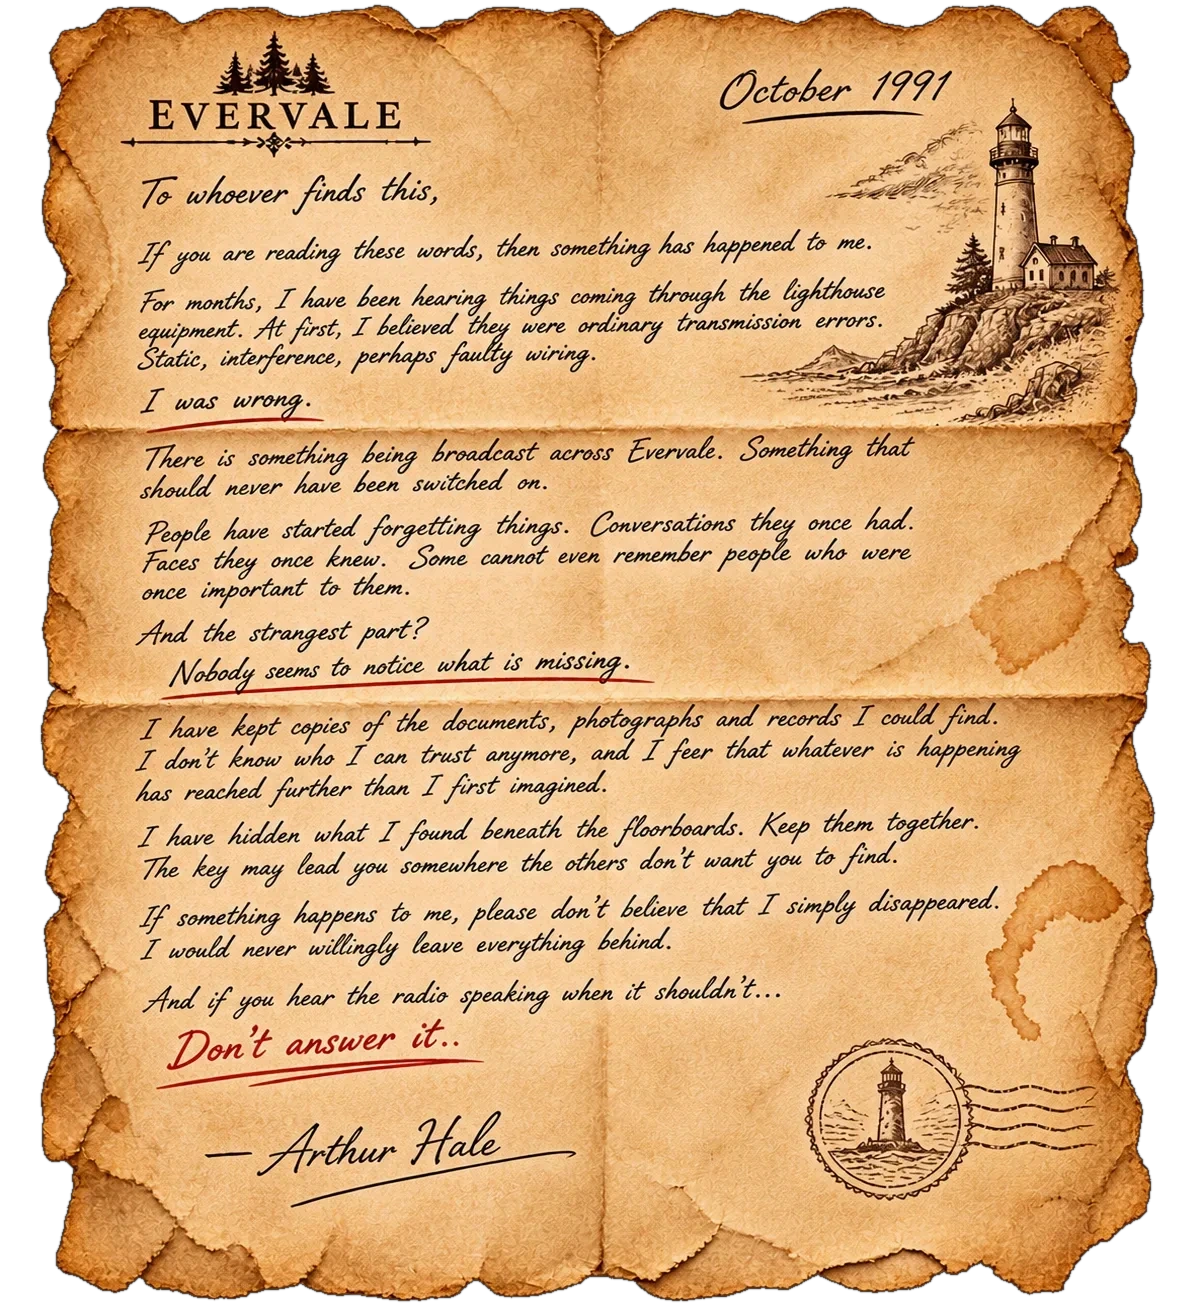 EVERVALE
October 1991
To whoever finds this,
If you are reading these words, then something has happened to me.
For months, I have been hearing things coming through the lighthouse
equipment. At first, I believed they were ordinary transmission errors.
Static, interference, perhaps faulty wiring.
I was wrong.
There is something being broadcast across Evervale. Something that
should never have been switched on.
People have started forgetting things. Conversations they once had.
Faces they once knew. Some cannot even remember people who were
once important to them.
And the strangest part?
Nobody seems to notice what is missing.
I have kept copies of the documents, photographs and records I could find.
I don't know who I can trust anymore, and I feer that whatever is happening
has reached further than I first imagined.
I have hidden what I found beneath the floorboards. Keep them together.
The key may lead you somewhere the others don't want you to find.
If something happens to me, please don't believe that I simply disappeared.
I would never willingly leave everything behind.
And if you hear the radio speaking when it shouldn't...
Don't answer it..
— Arthur Hale